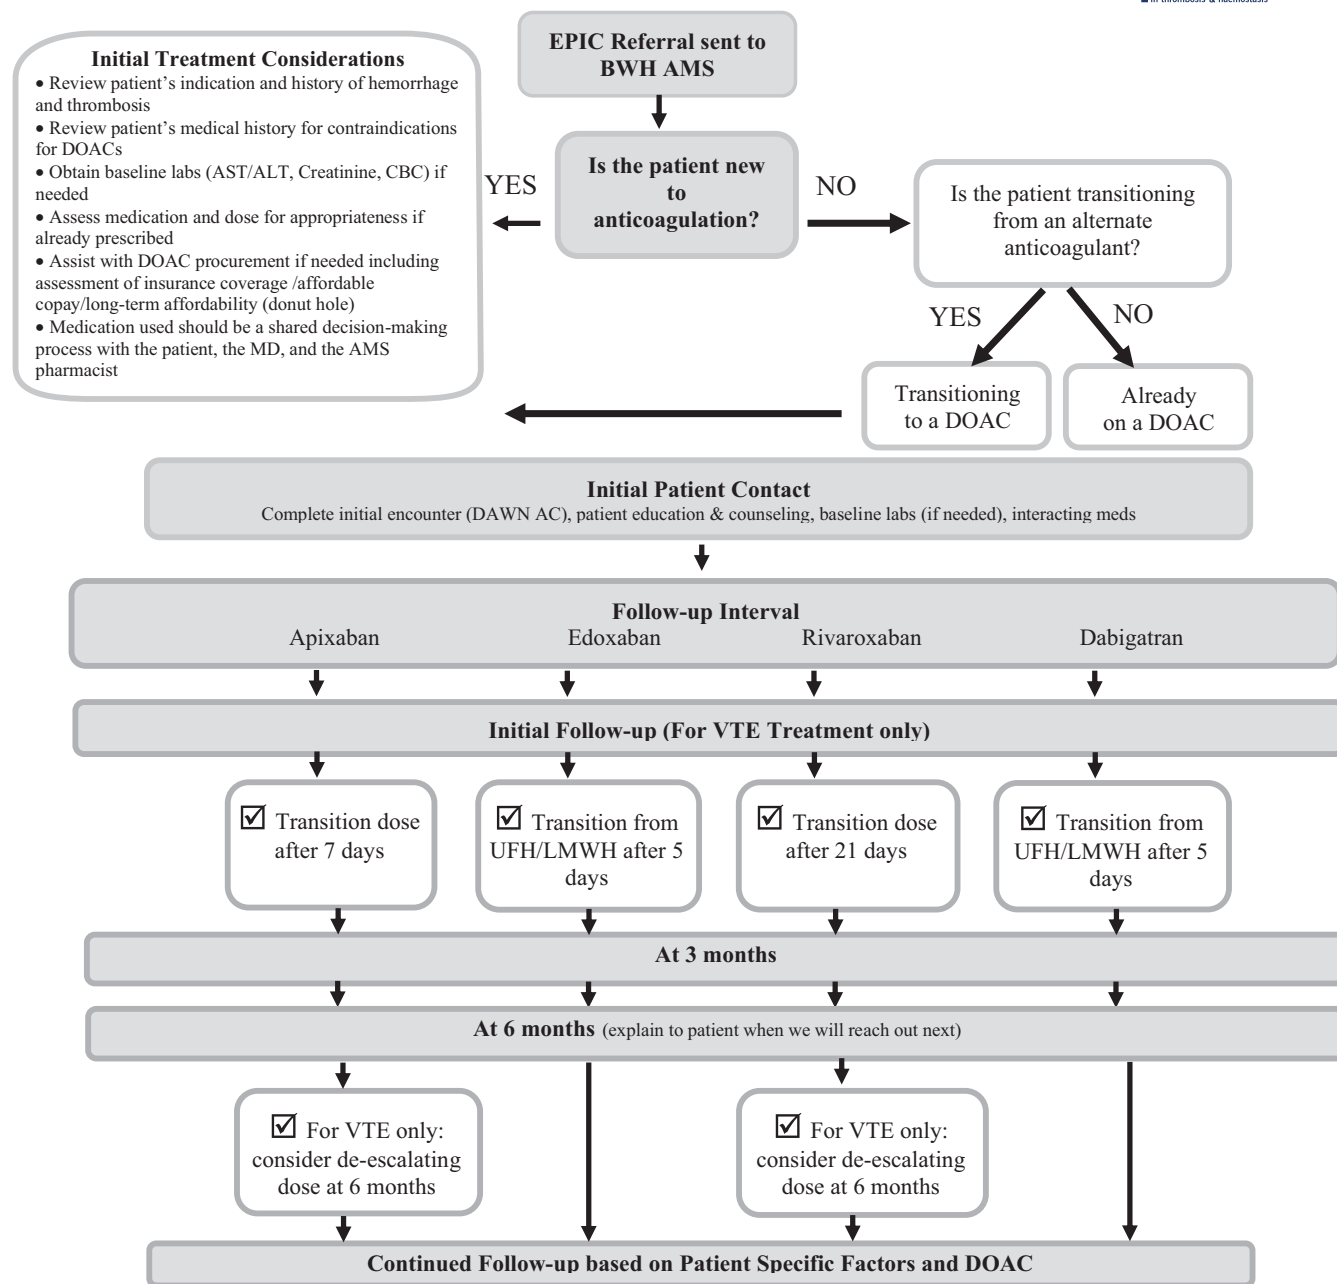 in thrombosis & haemostasis
EPIC Referral sent to
BWH AMS
Initial Treatment Considerations
• Review patient's indication and history of hemorrhage
and thrombosis
• Review patient's medical history for contraindications
for DOACs
• Obtain baseline labs (AST/ALT, Creatinine, CBC) if
needed
• Assess medication and dose for appropriateness if
already prescribed
• Assist with DOAC procurement if needed including
assessment of insurance coverage /affordable
copay/long-term affordability (donut hole)
• Medication used should be a shared decision-making
process with the patient, the MD, and the AMS
pharmacist
YES
Is the patient new
to
anticoagulation?
NO
Is the patient transitioning
from an alternate
anticoagulant?
YES
NO
Transitioning
to a DOAC
Already
on a DOAC
Initial Patient Contact
Complete initial encounter (DAWN AC), patient education & counseling, baseline labs (if needed), interacting meds
Follow-up Interval
Apixaban
Edoxaban
Rivaroxaban
Dabigatran
Initial Follow-up (For VTE Treatment only)
☑ Transition dose
after 7 days
☑ Transition from
UFH/LMWH after 5
days
☑ Transition dose
after 21 days
☑ Transition from
UFH/LMWH after 5
days
At 3 months
At 6 months (explain to patient when we will reach out next)
☑ For VTE only:
consider de-escalating
dose at 6 months
☑ For VTE only:
consider de-escalating
dose at 6 months
Continued Follow-up based on Patient Specific Factors and DOAC